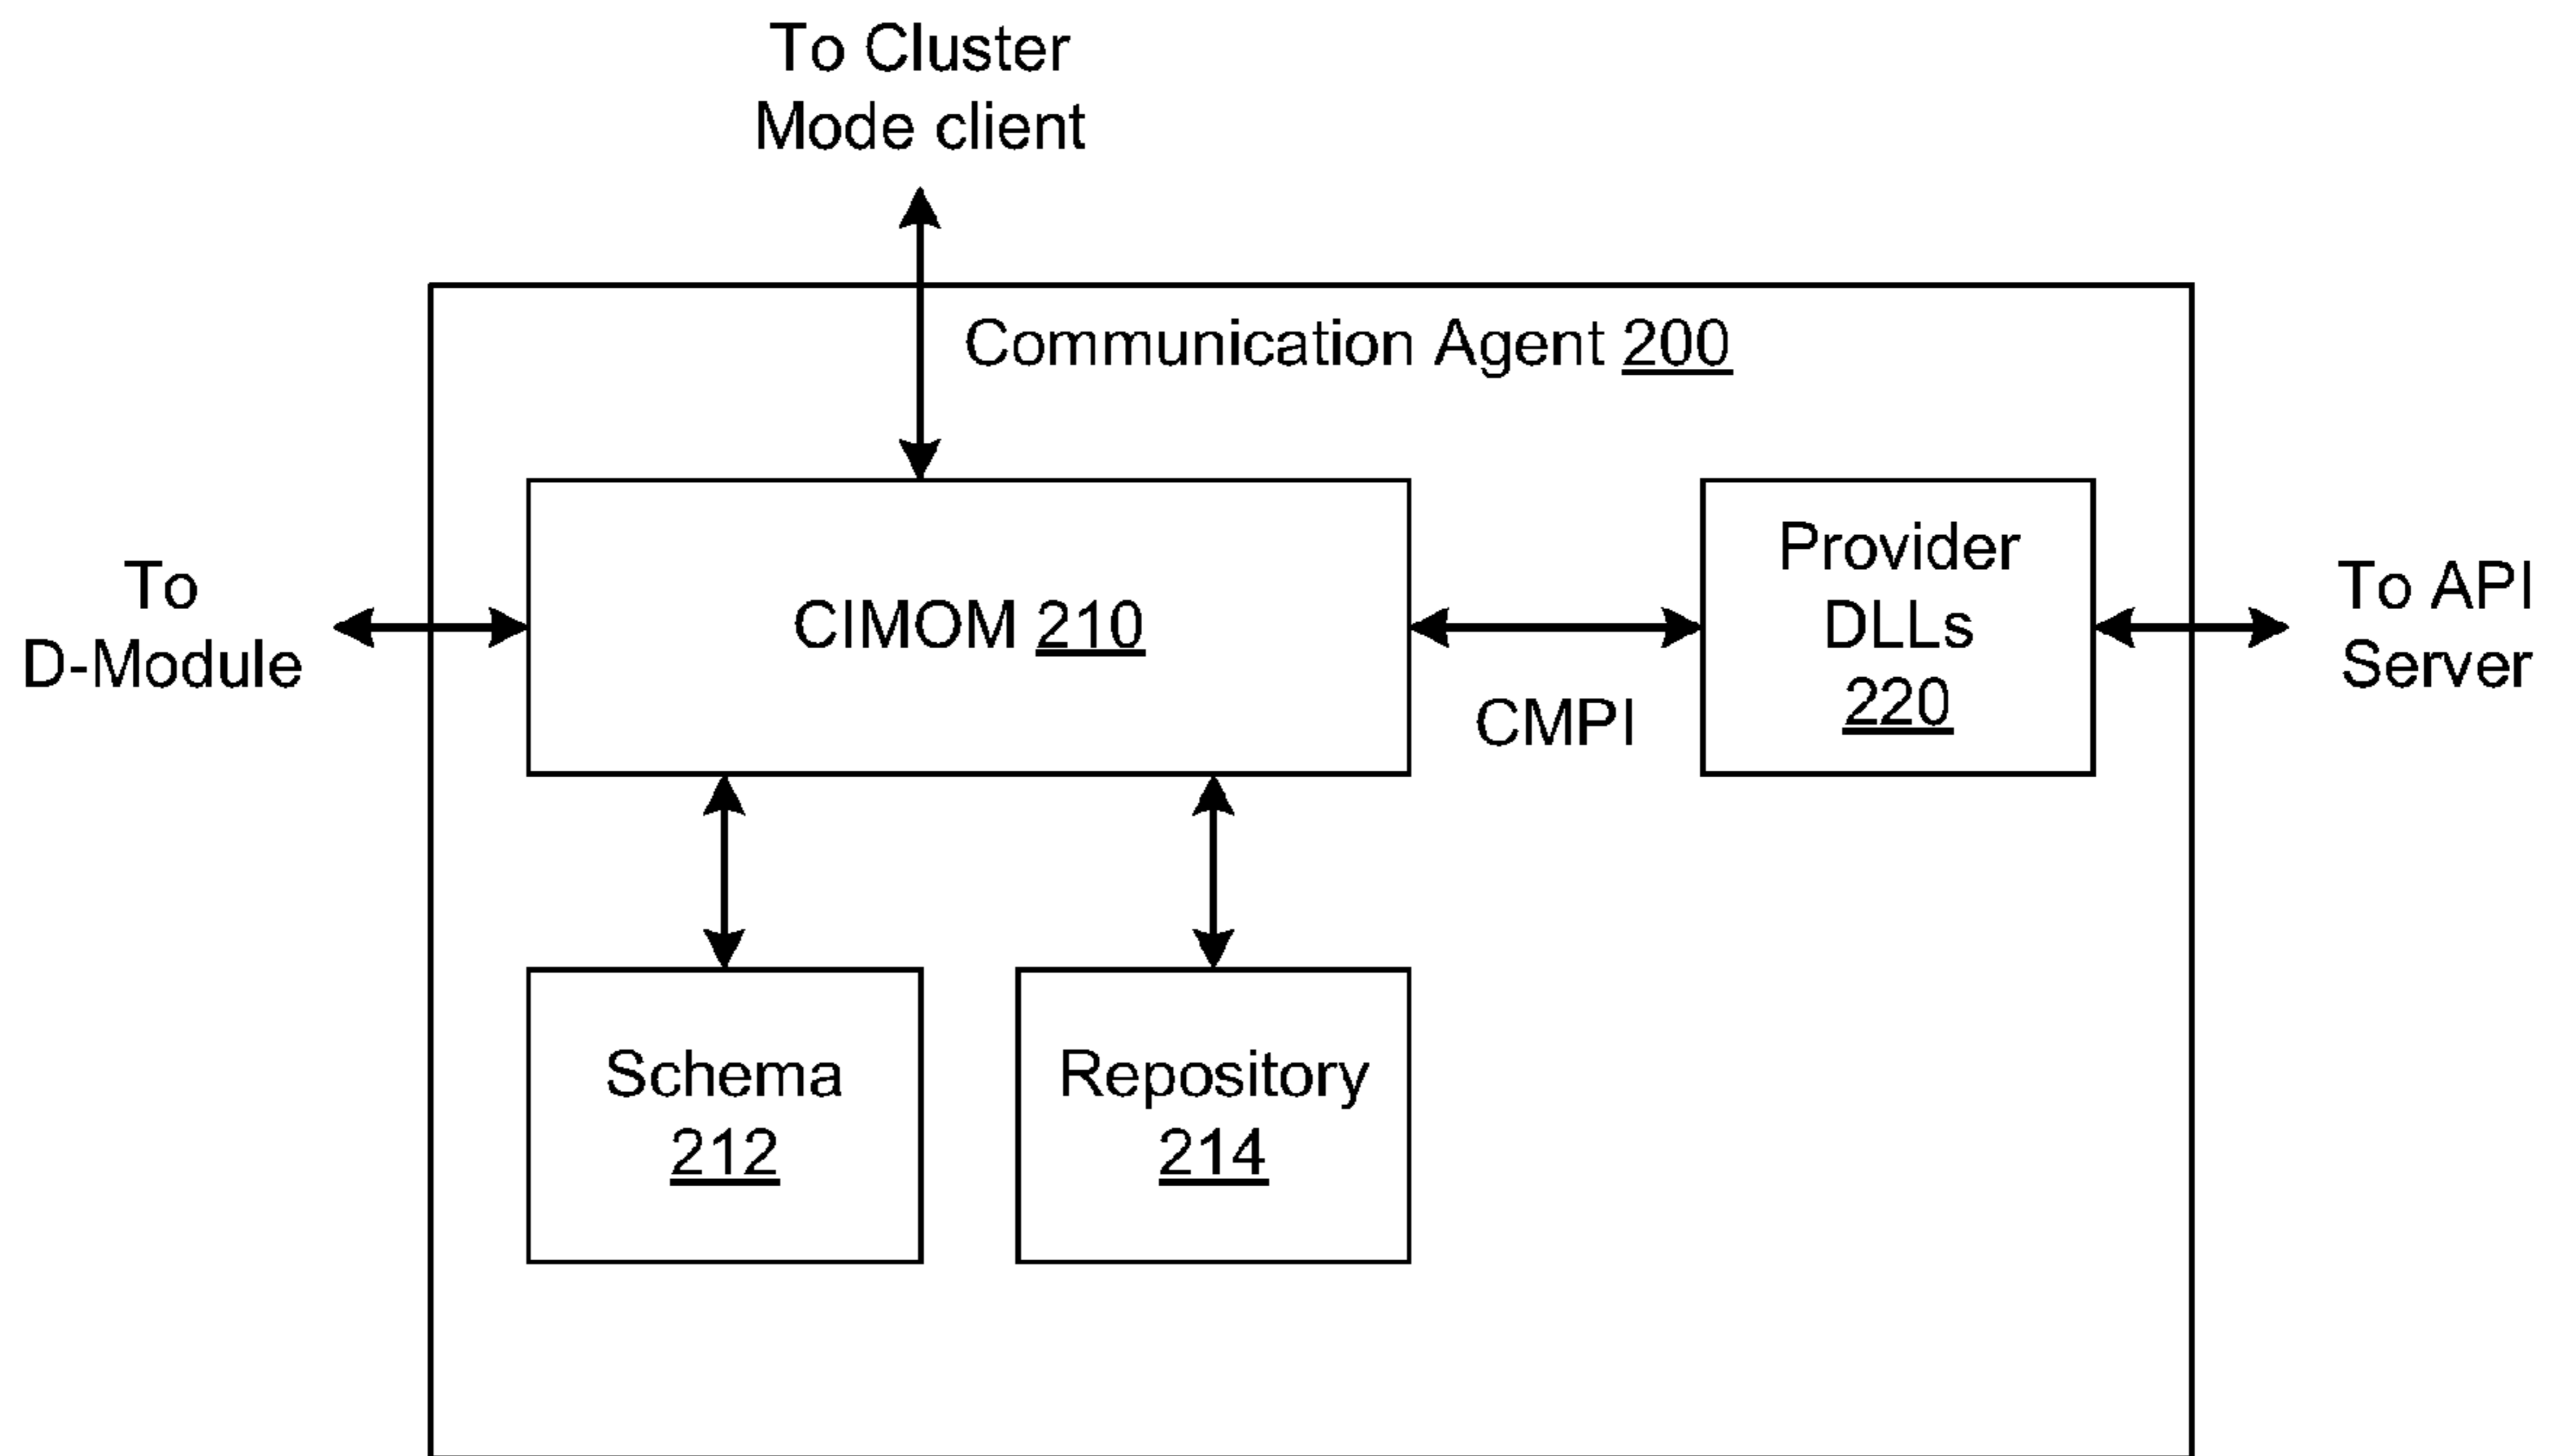 To Cluster
Mode client
Communication Agent 200
To
D-Module
CIMOM 210
CMPI
Provider
DLLs
220
To API
Server
Schema
212
Repository
214